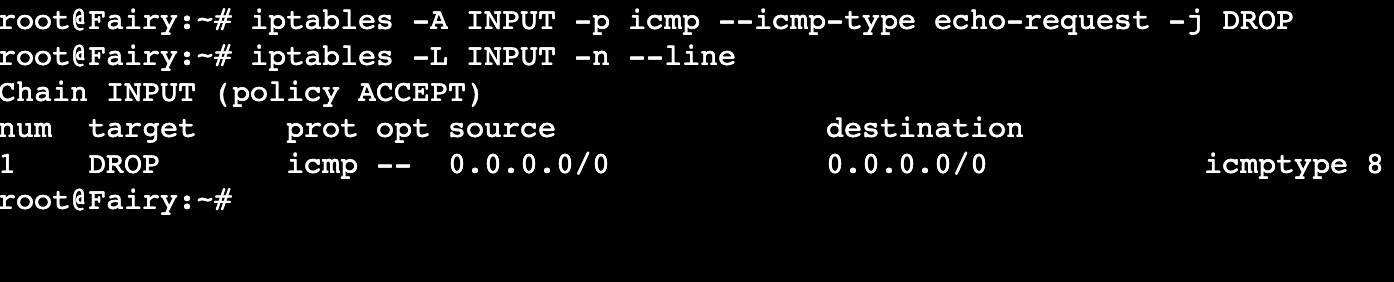 root@Fairy:~# iptables -A INPUT -p icmp --icmp-type echo-request -j DROP
root@Fairy:~# iptables -L INPUT -n --line
Chain INPUT (policy ACCEPT)
num  target     prot opt source               destination
1    DROP       icmp --  0.0.0.0/0            0.0.0.0/0            icmptype 8
root@Fairy:~#